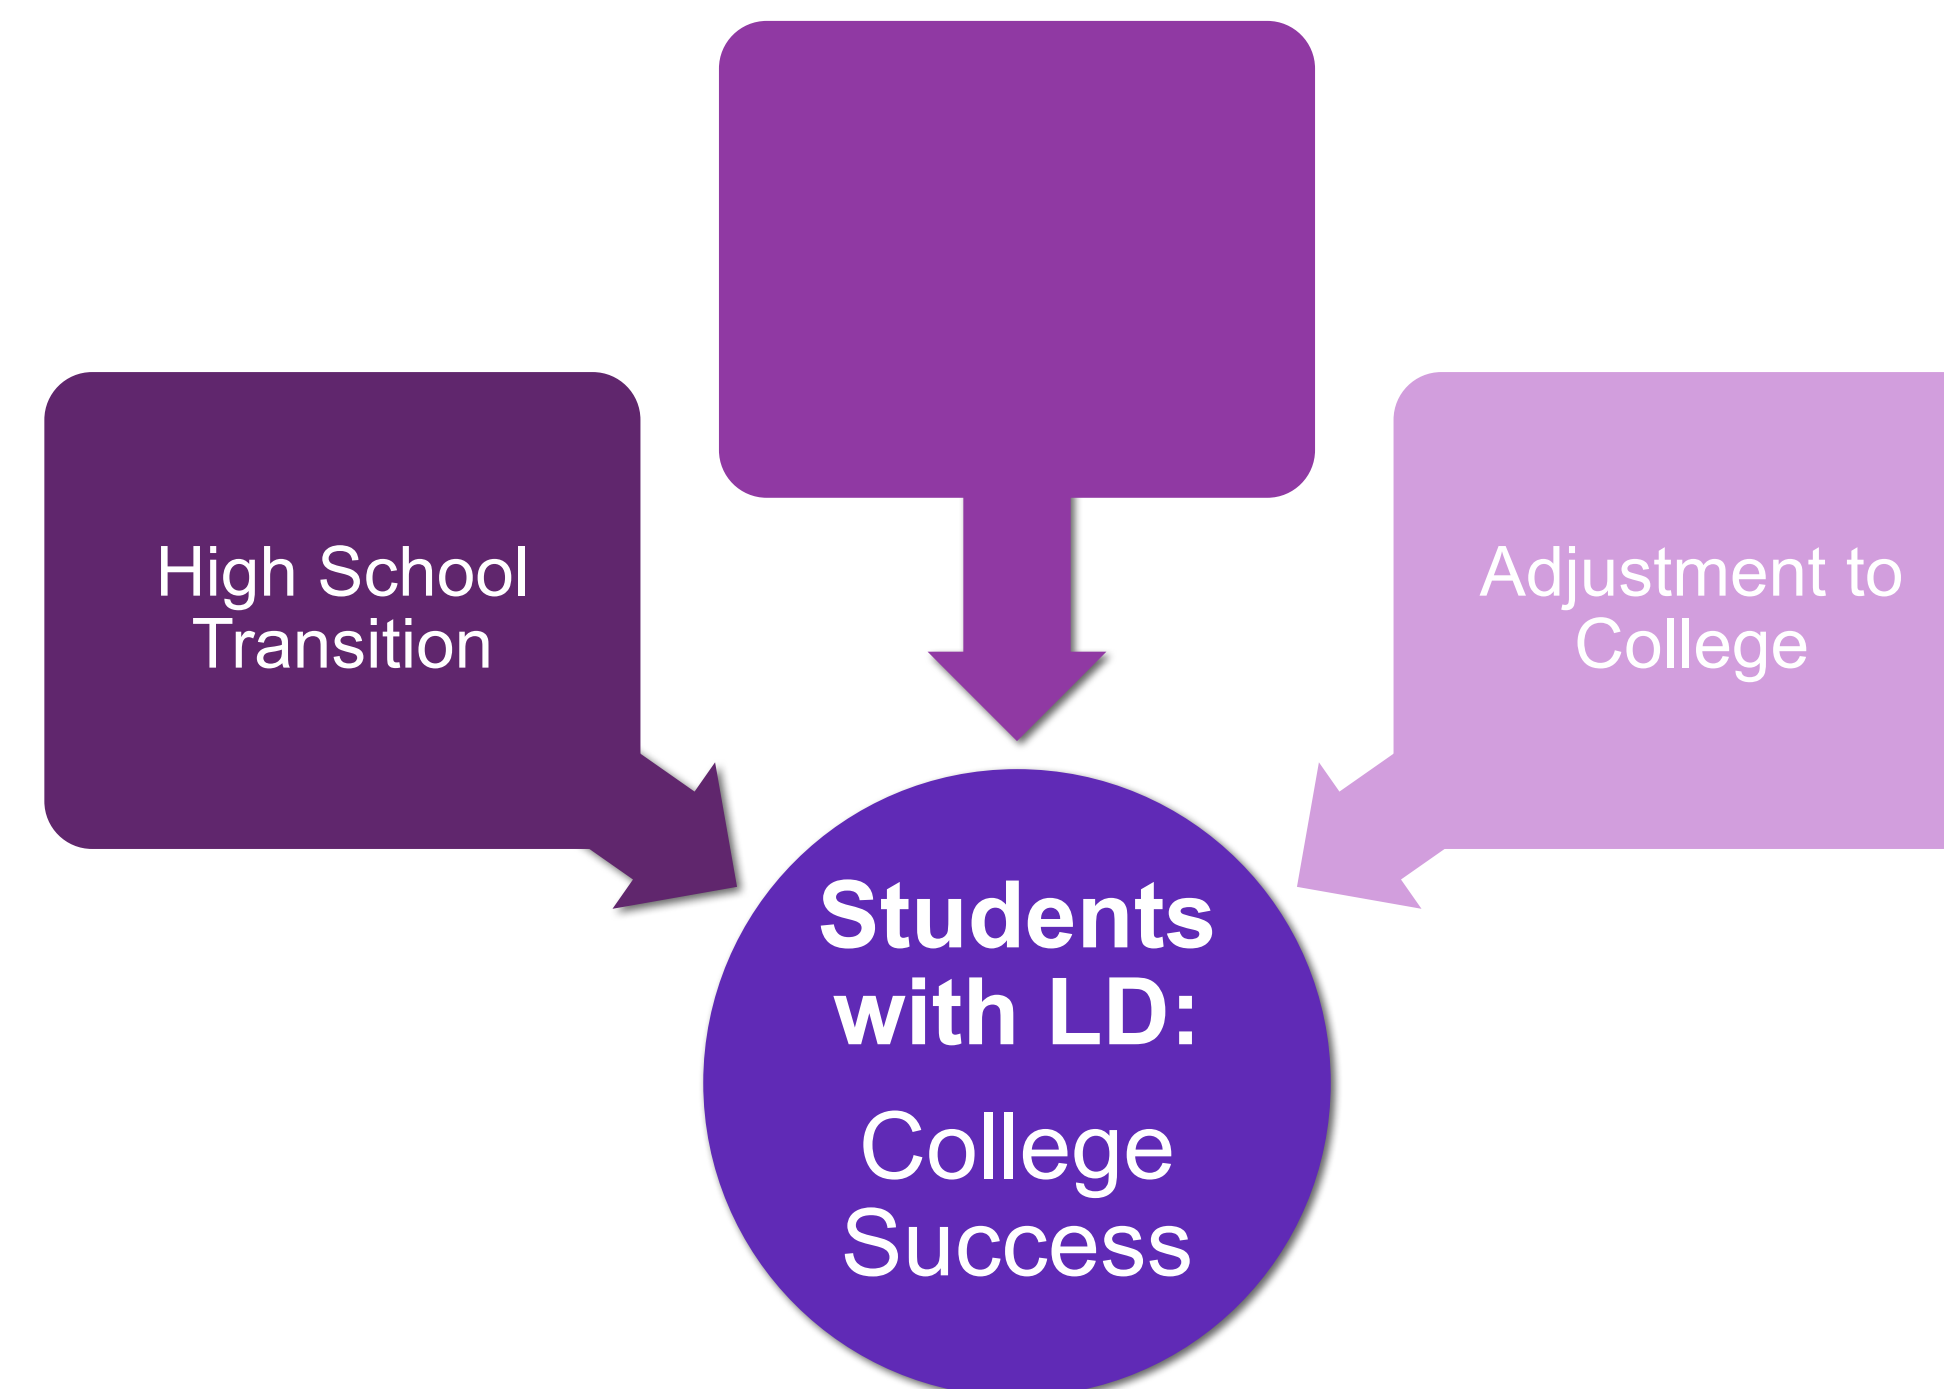 High School
Transition
Adjustment to
College
Students
with LD:
College
Success